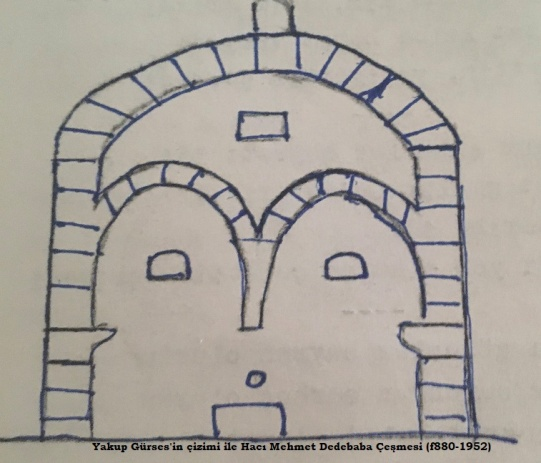 Yakup Gürses'in çizimi ile Hacı Mehmet Dedebaba Çeşmesi (f880-1952)